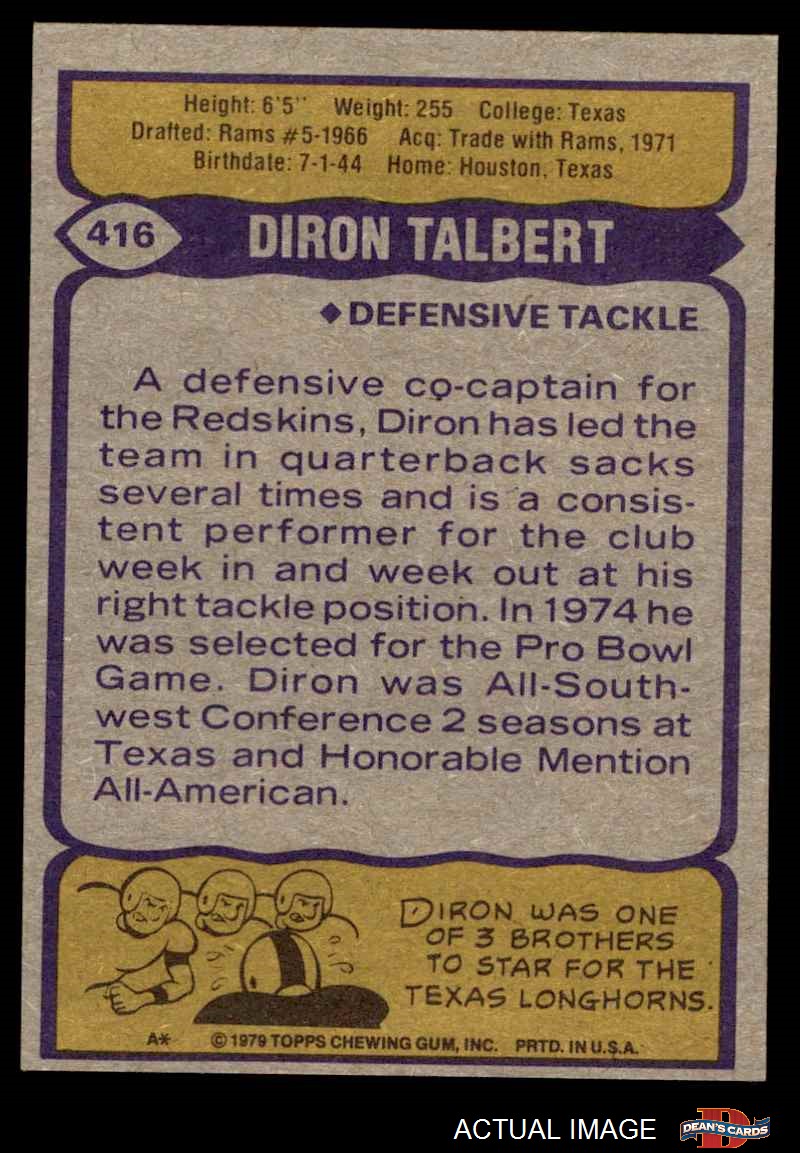 Height: 6'5" Weight: 255 College: Texas
Drafted: Rams #5-1966 Acq: Trade with Rams, 1971
Birthdate: 7-1-44 Home: Houston, Texas
416 DIRON TALBERT
◆DEFENSIVE TACKLE
A defensive co-captain for
the Redskins, Diron has led the
team in quarterback sacks
several times and is a consis-
tent performer for the club
week in and week out at his
right tackle position. In 1974 he
was selected for the Pro Bowl
Game. Diron was All-South-
west Conference 2 seasons at
Texas and Honorable Mention
All-American.
DIRON WAS ONE
OF 3 BROTHERS
TO STAR FOR THE
TEXAS LONGHORNS.
A* ©1979 TOPPS CHEWING GUM, INC. PRTD. IN U.S.A.
ACTUAL IMAGE DEAN'S CARDS